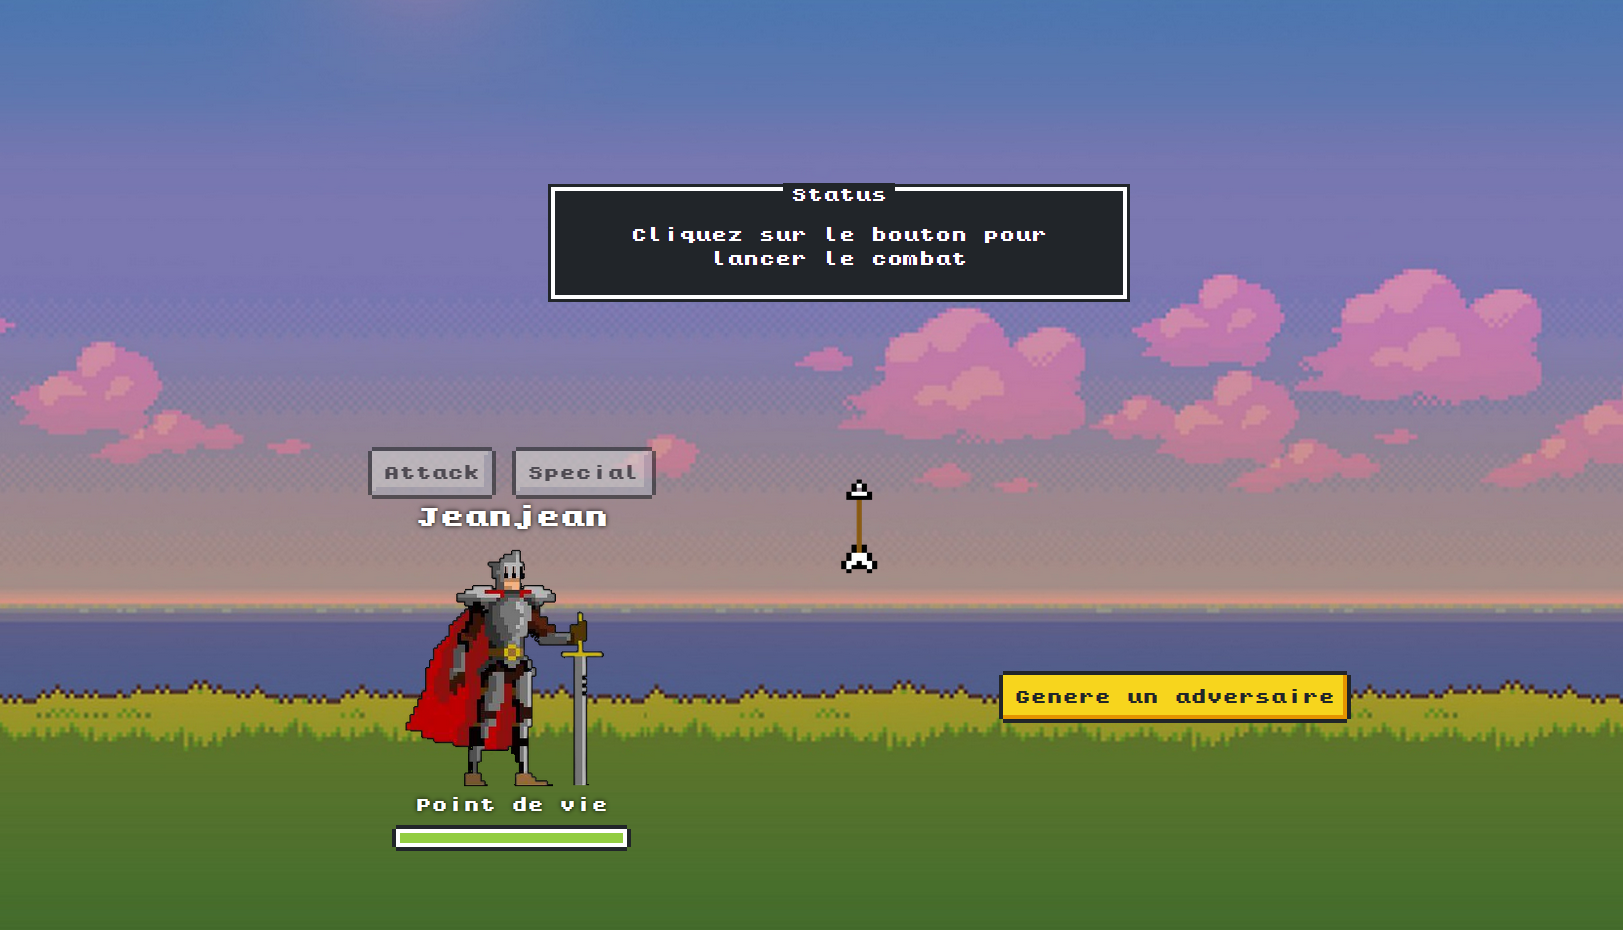 Status
Cliquez sur le bouton pour
lancer le combat
Attack
Special
Jeanjean
Genere un adversaire
Point de vie